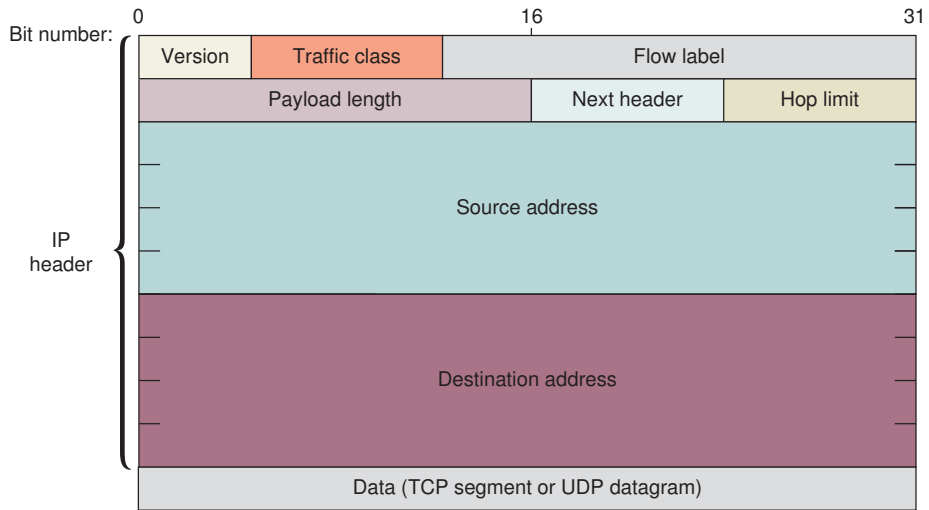 0 16 31
Bit number:
Version Traffic class Flow label
Payload length Next header Hop limit
Source address
IP
header
Destination address
Data (TCP segment or UDP datagram)